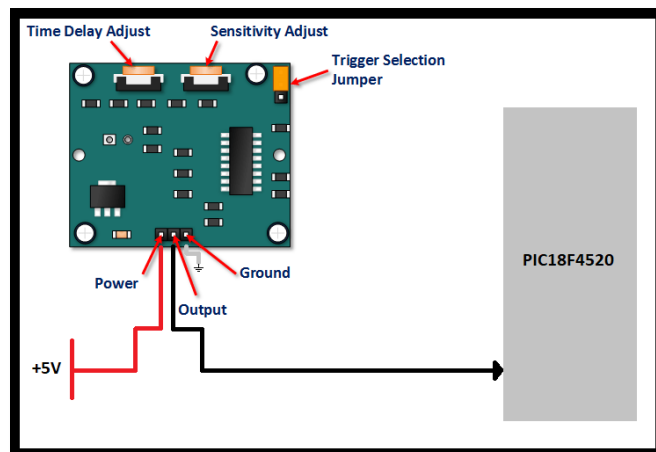 Time Delay Adjust
Sensitivity Adjust
Trigger Selection
Jumper
PIC18F4520
Ground
Power
Output
+5V